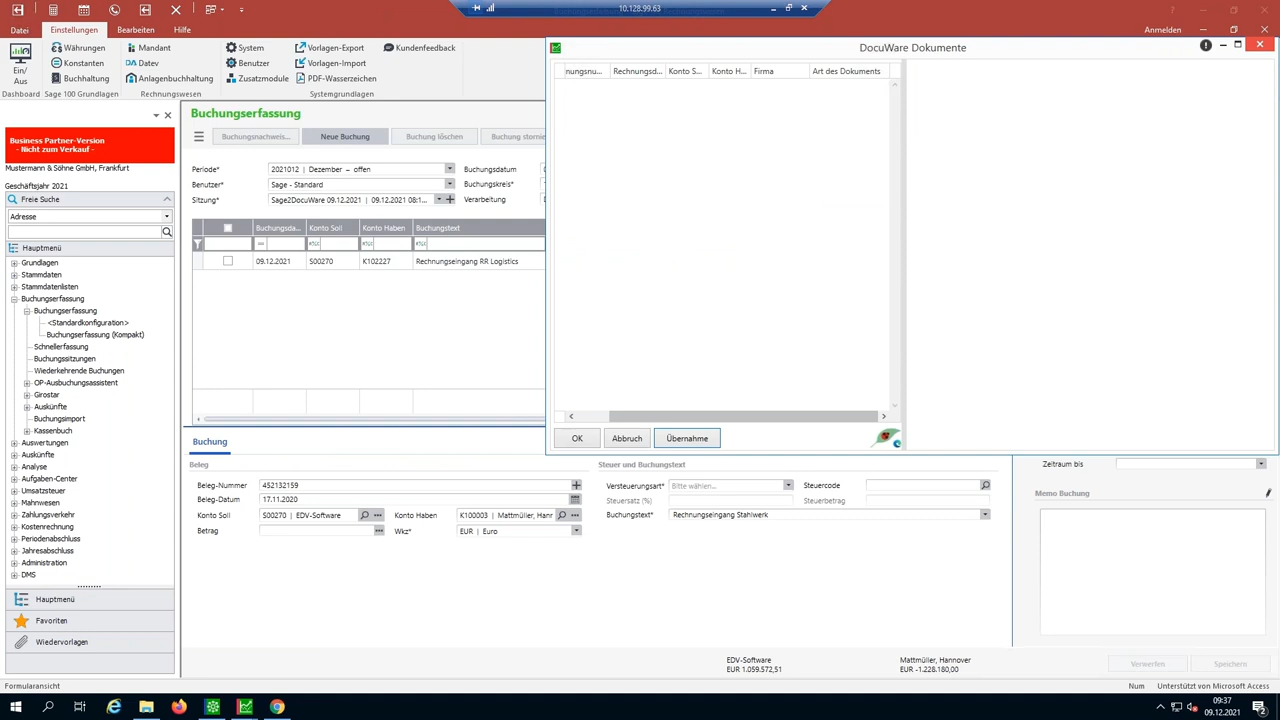 10.128.99.63
Datei
Einstellungen
Bearbeiten
Hilfe
Anmelden
Ein/
Aus
Dashboard
Währungen
Konstanten
Buchhaltung
Sage 100 Grundlagen
Mandant
Datev
Anlagenbuchhaltung
Rechnungswesen
System
Benutzer
Zusatzmodule
Vorlagen-Export
Vorlagen-Import
PDF-Wasserzeichen
Systemgrundlagen
Kundenfeedback
Business Partner-Version
- Nicht zum Verkauf -
Mustermann & Söhne GmbH, Frankfurt
Geschäftsjahr 2021
Freie Suche
Adresse
Hauptmenü
Grundlagen
Stammdaten
Stammdatenlisten
Buchungserfassung
Buchungserfassung
<Standardkonfiguration>
Buchungserfassung (Kompakt)
Schnellerfassung
Buchungssitzungen
Wiederkehrende Buchungen
OP-Ausbuchungsassistent
Girostar
Auskünfte
Buchungsimport
Kassenbuch
Auswertungen
Auskünfte
Analyse
Aufgaben-Center
Umsatzsteuer
Mahnwesen
Zahlungsverkehr
Kostenrechnung
Periodenabschluss
Jahresabschluss
Administration
DMS
Hauptmenü
Favoriten
Wiedervorlagen
Buchungserfassung
Buchungsnachweis...
Neue Buchung
Buchung löschen
Buchung stornie
Periode*
2021012 | Dezember – offen
Buchungsdatum
Benutzer*
Sage - Standard
Buchungskreis*
Sitzung*
Sage2DocuWare 09.12.2021 | 09.12.2021 08:1...
Verarbeitung
Buchungsda...
Konto Soll
Konto Haben
Buchungstext
09.12.2021
S00270
K102227
Rechnungseingang RR Logistics
DocuWare Dokumente
nungsnu...
Rechnungsd...
Konto S...
Konto H...
Firma
Art des Dokuments
OK
Abbruch
Übernahme
Buchung
Beleg
Beleg-Nummer
452132159
Beleg-Datum
17.11.2020
Konto Soll
S00270 | EDV-Software
Konto Haben
K100003 | Mattmüller, Hanr
Betrag
Wkz*
EUR | Euro
Steuer und Buchungstext
Versteuerungsart*
Bitte wählen...
Steuercode
Steuersatz (%)
Steuerbetrag
Buchungstext*
Rechnungseingang Stahlwerk
Zeitraum bis
Memo Buchung
EDV-Software
EUR 1.059.572,51
Mattmüller, Hannover
EUR -1.228.180,00
Verwerfen
Speichern
Formularansicht
Num
Unterstützt von Microsoft Access
09:37
09.12.2021
2